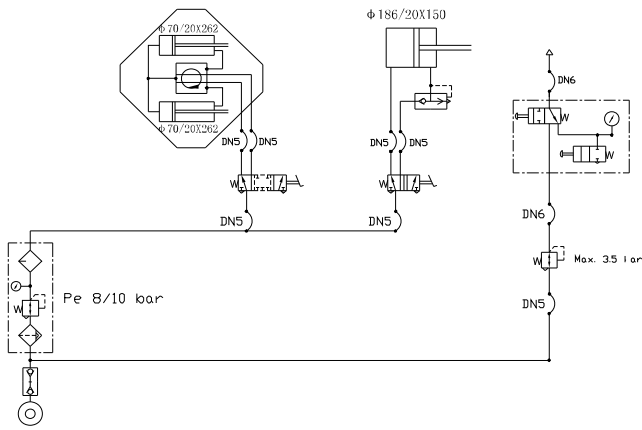 φ186/20X150
φ70/20X262
DN6
φ70/20X262
DN5 DN5
DN5 DN5
DN5
DN5
DN6
Max. 3.5 bar
Pe 8/10 bar
DN5